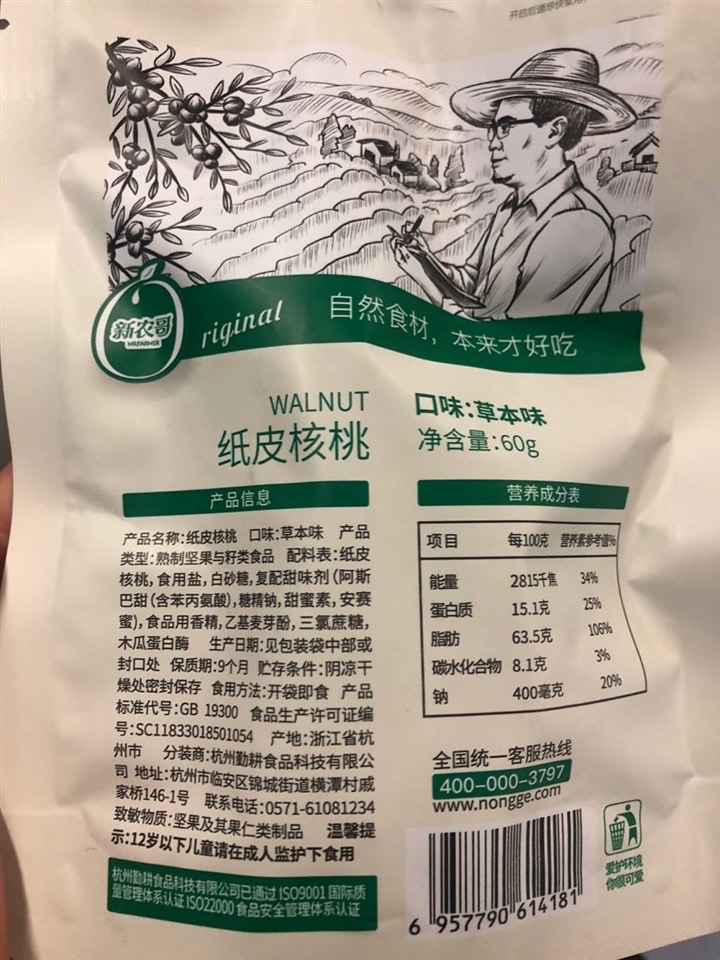 开启后请尽快食用
新农哥
MRFARMER
riginal
自然食材，本来才好吃
WALNUT
纸皮核桃
口味：草本味
净含量：60g
产品信息
产品名称：纸皮核桃 口味：草本味 产品
类型：熟制坚果与籽类食品 配料表：纸皮
核桃，食用盐，白砂糖，复配甜味剂（阿斯
巴甜（含苯丙氨酸），糖精钠，甜蜜素，安赛
蜜），食品用香精，乙基麦芽酚，三氯蔗糖，
木瓜蛋白酶 生产日期：见包装袋中部或
封口处 保质期：9个月 贮存条件：阴凉干
燥处密封保存 食用方法：开袋即食 产品
标准代号：GB 19300 食品生产许可证编
号：SC11833018501054 产地：浙江省杭
州市 分装商：杭州勤耕食品科技有限公
司 地址：杭州市临安区锦城街道横潭村戚
家桥146-1号 联系电话：0571-61081234
致敏物质：坚果及其果仁类制品 温馨提
示：12岁以下儿童请在成人监护下食用
杭州勤耕食品科技有限公司已通过 ISO9001 国际质
量管理体系认证 ISO22000 食品安全管理体系认证
营养成分表
项目 每100克 营养素参考值%
能量 2815千焦 34%
蛋白质 15.1克 25%
脂肪 63.5克 106%
碳水化合物 8.1克 3%
钠 400毫克 20%
全国统一客服热线
400-000-3797
www.nongge.com
6 957790 614181
爱护环境
你很可爱